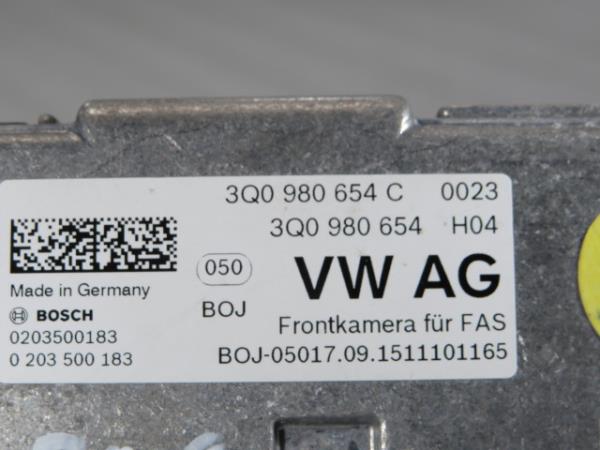 3Q0 980 654 C 0023
3Q0 980 654 H04
050 VW AG
Made in Germany
BOJ
BOSCH
Frontkamera für FAS
0203500183
0 203 500 183
BOJ-05017.09.1511101165